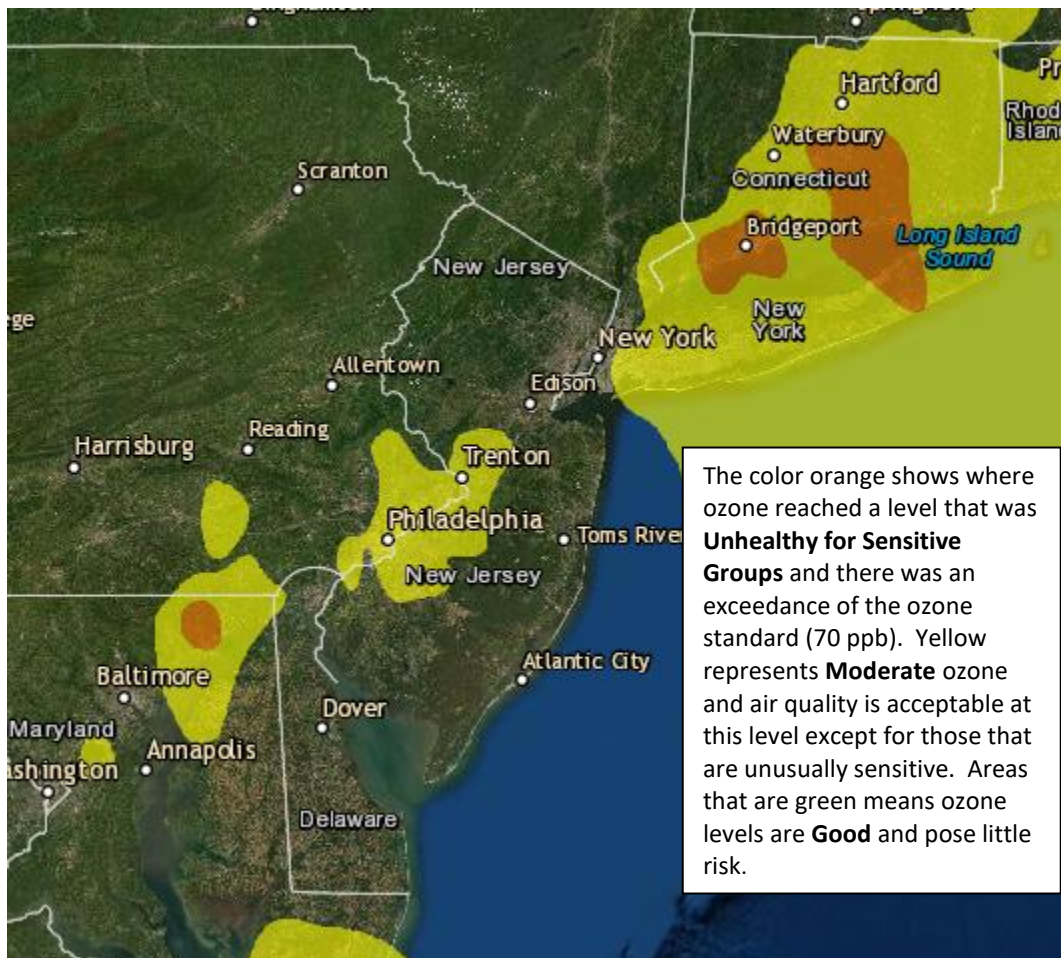 Hartford
Waterbury
Rhod
Island
Connecticut
Scranton
Bridgeport
Long Island
Sound
New Jersey
ege
New
York
New York
Allentown
Edison
Reading
Harrisburg
Trenton
Philadelphia
Toms River
New Jersey
Atlantic City
Baltimore
Dover
Maryland
Annapolis
ashington
Delaware
The color orange shows where
ozone reached a level that was
Unhealthy for Sensitive
Groups and there was an
exceedance of the ozone
standard (70 ppb). Yellow
represents Moderate ozone
and air quality is acceptable at
this level except for those that
are unusually sensitive. Areas
that are green means ozone
levels are Good and pose little
risk.